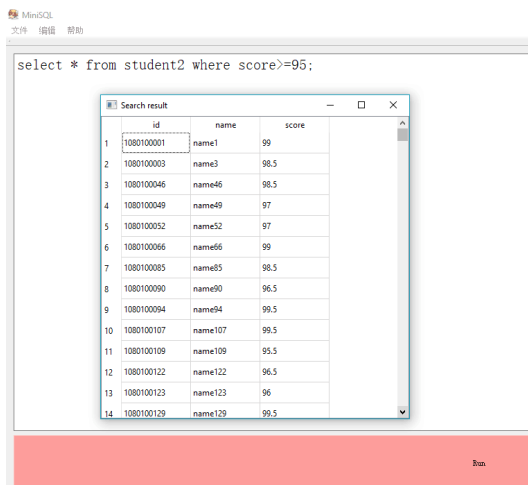 MiniSQL
文件 编辑 帮助
select * from student2 where score>=95;
Search result
id name score
1 1080100001 name1 99
2 1080100003 name3 98.5
3 1080100046 name46 98.5
4 1080100049 name49 97
5 1080100052 name52 97
6 1080100066 name66 99
7 1080100085 name85 98.5
8 1080100090 name90 96.5
9 1080100094 name94 99.5
10 1080100107 name107 99.5
11 1080100109 name109 95.5
12 1080100122 name122 96.5
13 1080100123 name123 96
14 1080100129 name129 99.5
Run